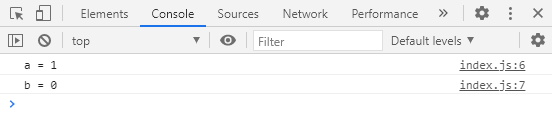 Elements Console Sources Network Performance »
top ▼ Filter Default levels ▼
a = 1 index.js:6
b = 0 index.js:7
>